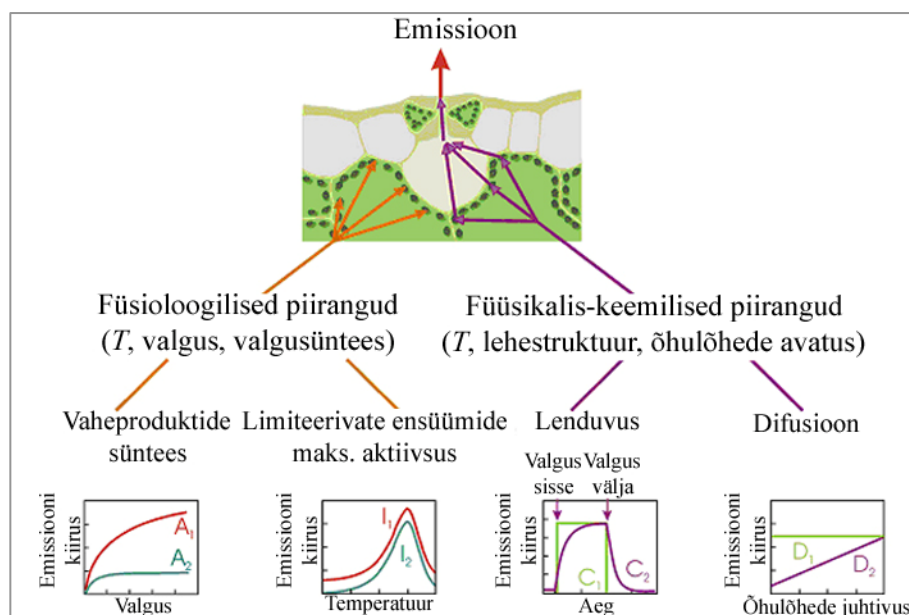 Emissioon
Füsioloogilised piirangud
(T, valgus, valgusüntees)
Füüsikalis-keemilised piirangud
(T, lehestruktuur, õhulõhede avatus)
Vaheproduktide
süntees
Limiteerivate ensüümide
maks. aktiivsus
Lenduvus
Difusioon
Emissiooni
kiirus
A1
A2
Valgus
Emissiooni
kiirus
I1
I2
Temperatuur
Valgus
sisse
Valgus
välja
Emissiooni
kiirus
C1
C2
Aeg
Emissiooni
kiirus
D1
D2
Õhulõhede juhtivus